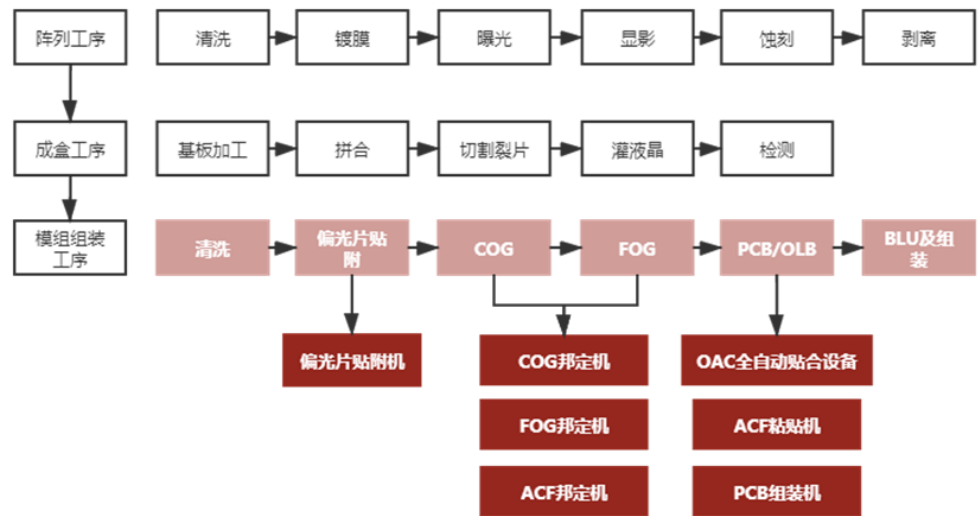 阵列工序
清洗
镀膜
曝光
显影
蚀刻
剥离
成盒工序
基板加工
拼合
切割裂片
灌液晶
检测
模组组装
工序
清洗
偏光片贴
附
COG
FOG
PCB/OLB
BLU及组
装
偏光片贴附机
COG邦定机
OAC全自动贴合设备
FOG邦定机
ACF粘贴机
ACF邦定机
PCB组装机